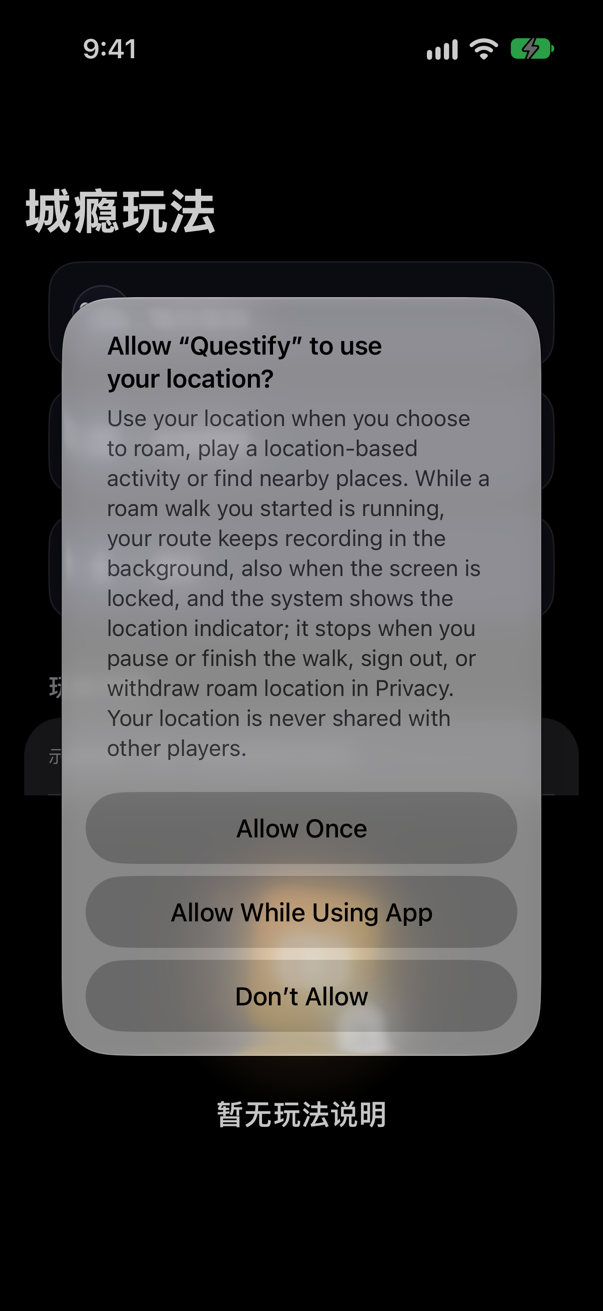 9:41
城瘾玩法
Allow “Questify” to use
your location?
Use your location when you choose
to roam, play a location-based
activity or find nearby places. While a
roam walk you started is running,
your route keeps recording in the
background, also when the screen is
locked, and the system shows the
location indicator; it stops when you
pause or finish the walk, sign out, or
withdraw roam location in Privacy.
Your location is never shared with
other players.
Allow Once
Allow While Using App
Don’t Allow
暂无玩法说明